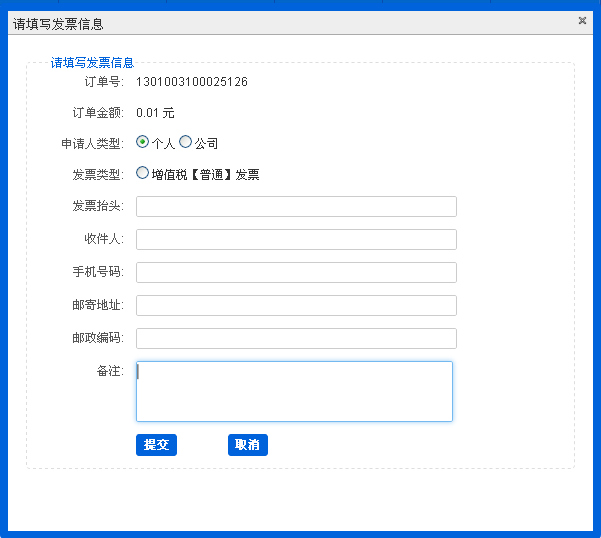 请填写发票信息
请填写发票信息
订单号: 1301003100025126
订单金额: 0.01 元
申请人类型: 个人 公司
发票类型: 增值税【普通】发票
发票抬头:
收件人:
手机号码:
邮寄地址:
邮政编码:
备注:
提交 取消